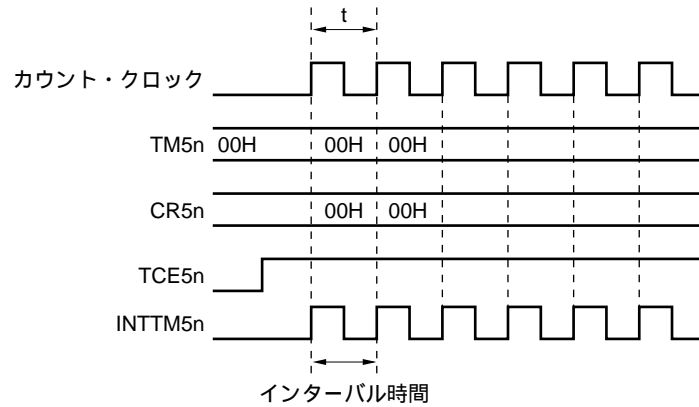 t
カウント・クロック
TM5n 00H 00H 00H
CR5n 00H 00H
TCE5n
INTTM5n
インターバル時間